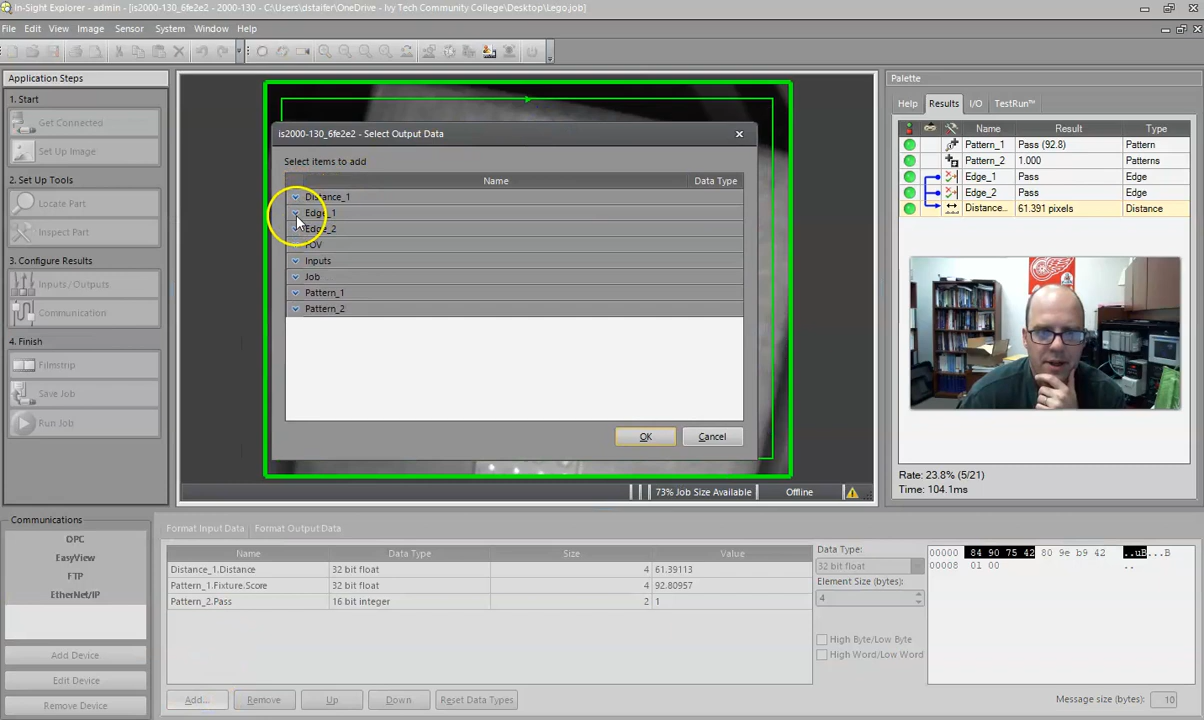 In-Sight Explorer - admin - is2000-130_6fe2e2 - 2000-130 - [C:\Users\dstaifer\OneDrive - Ivy Tech Community College\Desktop\Lego.job]
File Edit View Image Sensor System Window Help
Application Steps
1. Start
Get Connected
Set Up Image
2. Set Up Tools
Locate Part
Inspect Part
3. Configure Results
Inputs / Outputs
Communication
4. Finish
Filmstrip
Save Job
Run Job
is2000-130_6fe2e2 - Select Output Data
Select items to add
Name Data Type
Distance_1
Edge_1
Edge_2
FOV
Inputs
Job
Pattern_1
Pattern_2
OK Cancel
73% Job Size Available Offline
Palette
Help Results I/O TestRun™
Name Result Type
Pattern_1 Pass (92.8) Pattern
Pattern_2 1.000 Patterns
Edge_1 Pass Edge
Edge_2 Pass Edge
Distance... 61.391 pixels Distance
Rate: 23.8% (5/21)
Time: 104.1ms
Communications
OPC
EasyView
FTP
EtherNet/IP
Add Device
Edit Device
Remove Device
Format Input Data Format Output Data
Name Data Type Size Value
Distance_1.Distance 32 bit float 4 61.39113
Pattern_1.Fixture.Score 32 bit float 4 92.80957
Pattern_2.Pass 16 bit integer 2 1
Add... Remove Up Down Reset Data Types
Data Type:
32 bit float
Element Size (bytes):
4
High Byte/Low Byte
High Word/Low Word
00000 84 90 75 42 80 9e b9 42 ..uB...B
00008 01 00 ..
Message size (bytes): 10